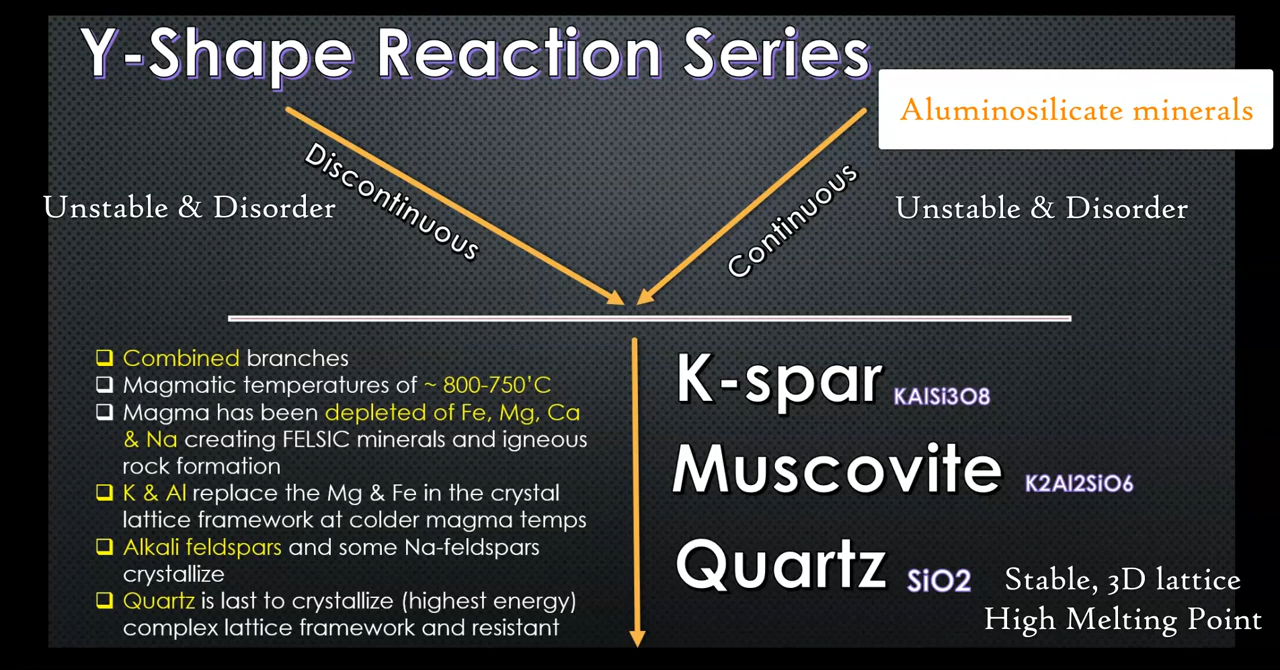 Y-Shape Reaction Series
Aluminosilicate minerals
Discontinuous
Continuous
Unstable & Disorder
Unstable & Disorder
❑ Combined branches
❑ Magmatic temperatures of ~ 800-750'C
❑ Magma has been depleted of Fe, Mg, Ca
& Na creating FELSIC minerals and igneous
rock formation
❑ K & Al replace the Mg & Fe in the crystal
lattice framework at colder magma temps
❑ Alkali feldspars and some Na-feldspars
crystallize
❑ Quartz is last to crystallize (highest energy)
complex lattice framework and resistant
K-spar KAlSi3O8
Muscovite K2Al2SiO6
Quartz SiO2
Stable, 3D lattice
High Melting Point